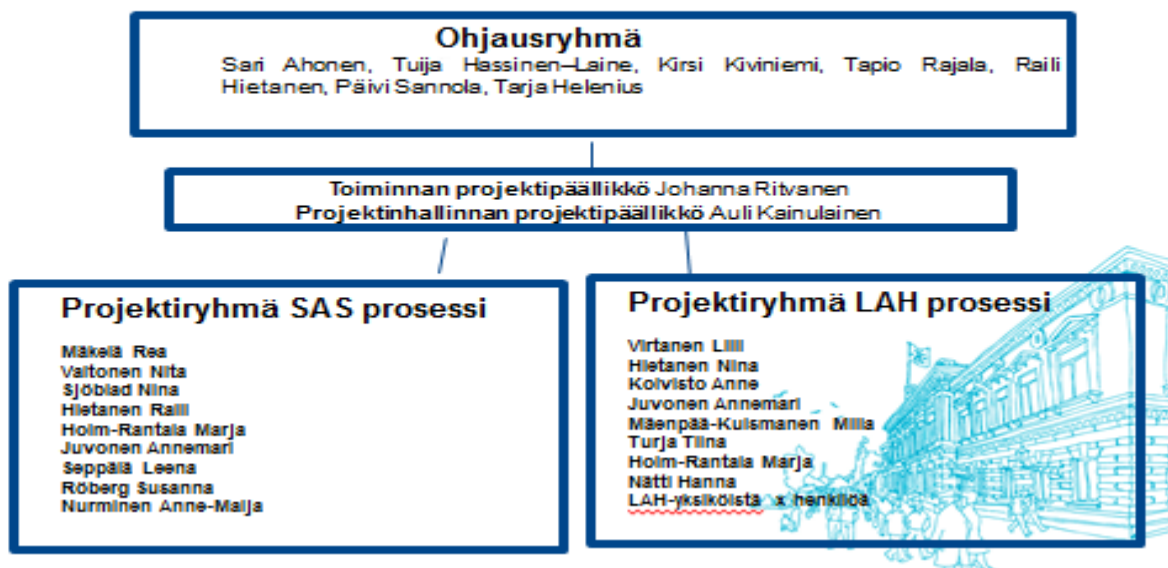 Ohjausryhmä
Sari Ahonen, Tuija Hassinen–Laine, Kirsi Kiviniemi, Tapio Rajala, Raili
Hietanen, Päivi Sannola, Tarja Helenius
Toiminnan projektipäällikkö Johanna Ritvanen
Projektinhallinnan projektipäällikkö Auli Kainulainen
Projektiryhmä SAS prosessi
Mäkelä Rea
Valtonen Nita
Sjöblad Nina
Hietanen Raili
Holm-Rantala Marja
Juvonen Annemari
Seppälä Leena
Röberg Susanna
Nurminen Anne-Maija
Projektiryhmä LAH prosessi
Virtanen Lilli
Hietanen Nina
Koivisto Anne
Juvonen Annemari
Mäenpää-Kuismanen Milla
Turja Tiina
Holm-Rantala Marja
Nätti Hanna
LAH-yksiköistä x henkilöä